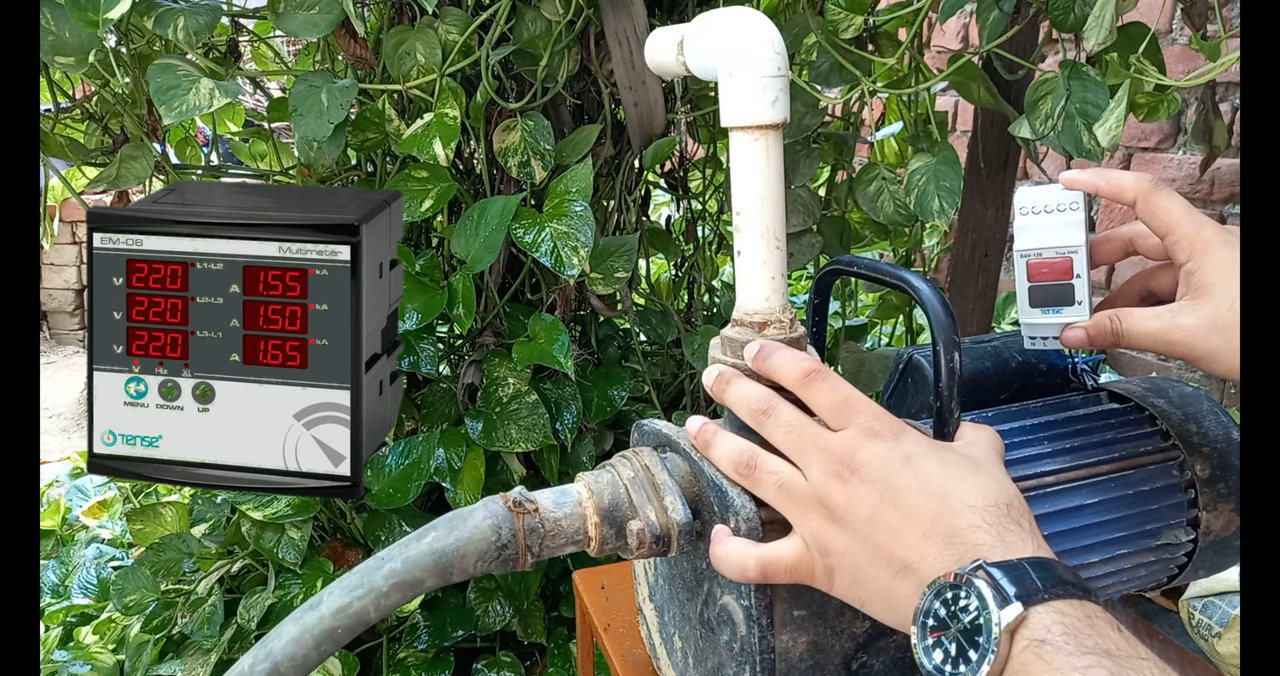 EM-06
Multimeter
V 220 L1-L2
A 1.55 kA
V 220 L2-L3
A 1.50 kA
V 220 L3-L1
A 1.65 kA
V Hz
MENU DOWN UP
TENSE
DAV-120 True RMS
A
V
TENSE
N L